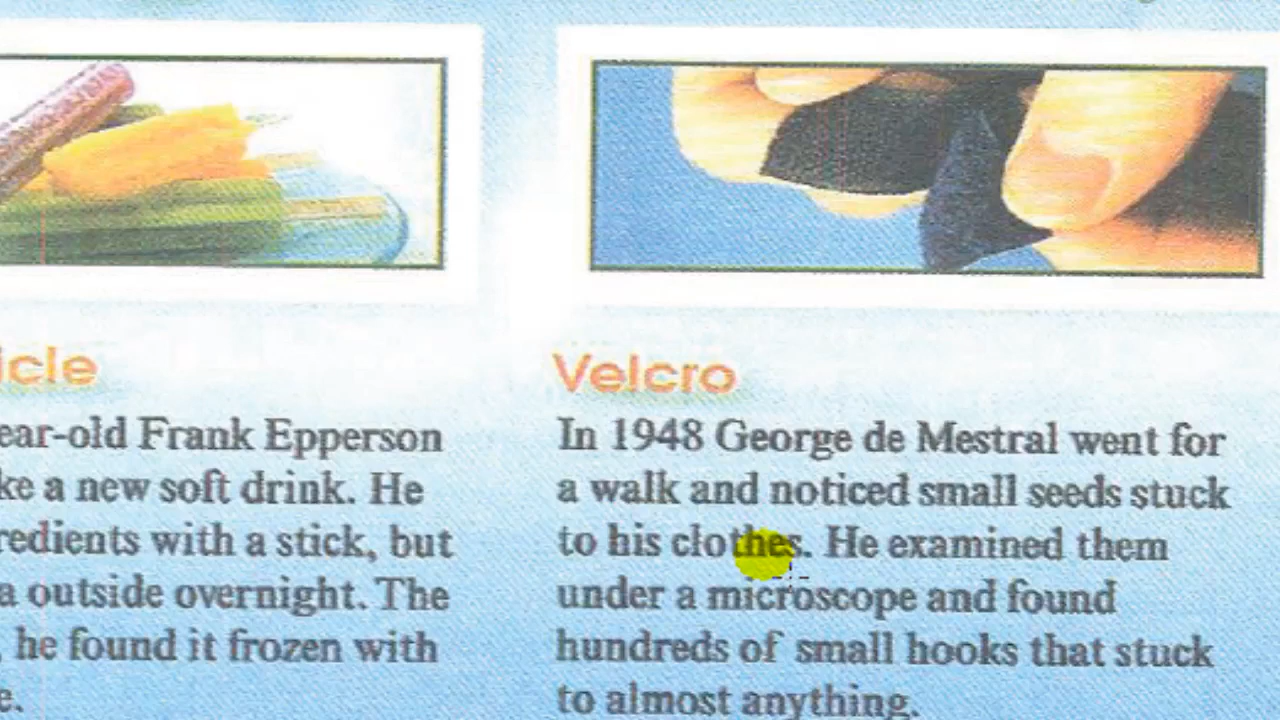 icle
ear-old Frank Epperson
ke a new soft drink. He
redients with a stick, but
a outside overnight. The
, he found it frozen with
e.
Velcro
In 1948 George de Mestral went for
a walk and noticed small seeds stuck
to his clothes. He examined them
under a microscope and found
hundreds of small hooks that stuck
to almost anything.